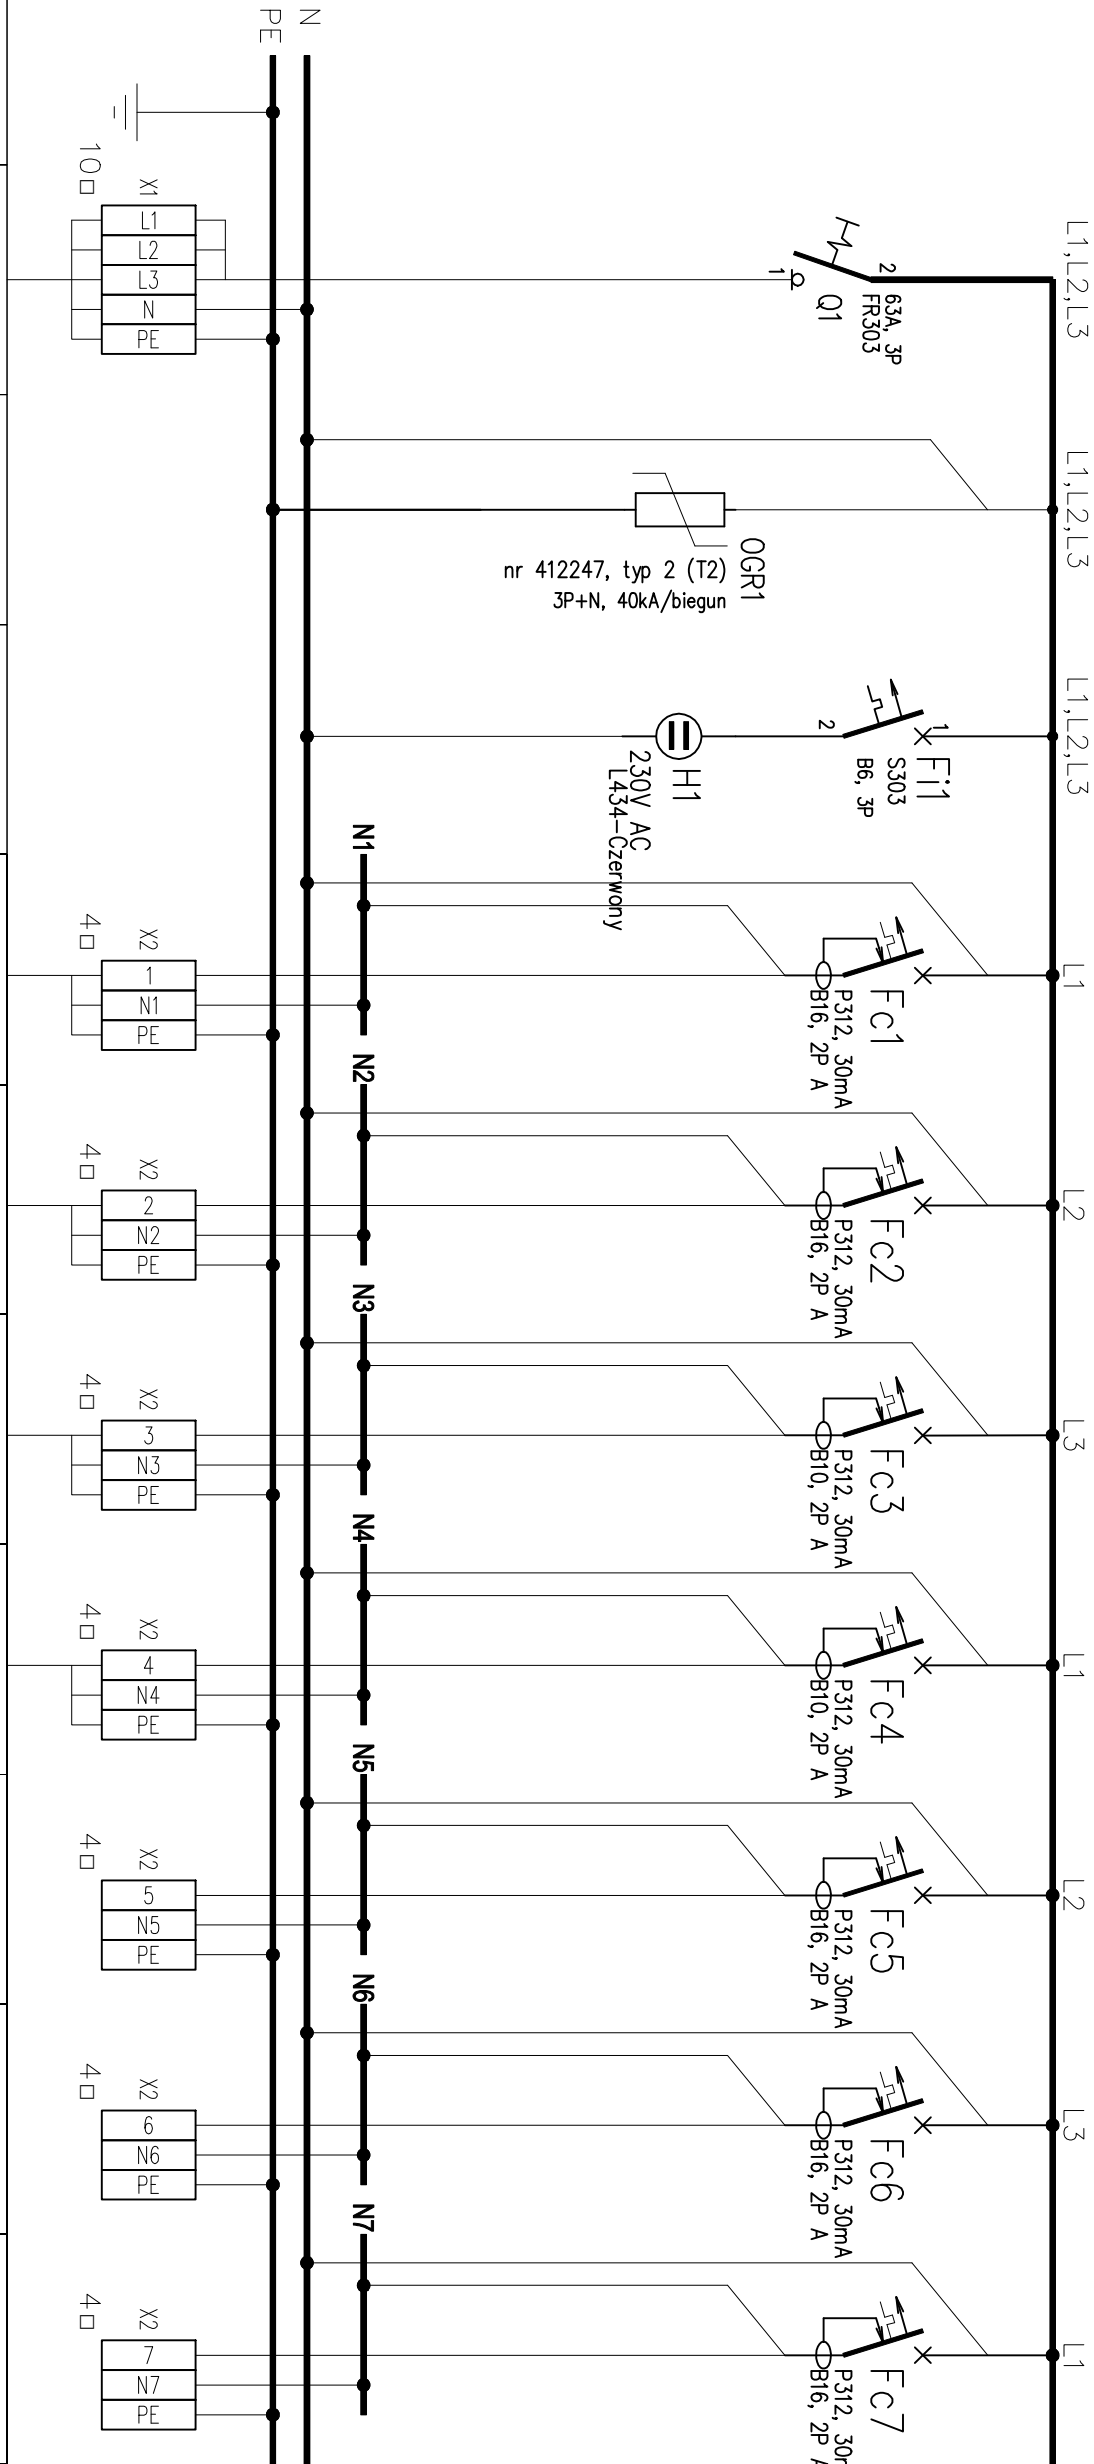 L1,L2,L3
2
63A, 3P
FR303
Q1
1
L1,L2,L3
OGR1
nr 412247, typ 2 (T2)
3P+N, 40kA/biegun
L1,L2,L3
1
Fi1
S303
B6, 3P
2
H1
230V AC
L434-Czerwony
L1
Fc1
P312, 30mA
B16, 2P A
L2
Fc2
P312, 30mA
B16, 2P A
L3
Fc3
P312, 30mA
B10, 2P A
L1
Fc4
P312, 30mA
B10, 2P A
L2
Fc5
P312, 30mA
B16, 2P A
L3
Fc6
P312, 30mA
B16, 2P A
L1
Fc7
P312, 30m
B16, 2P A
N1
N2
N3
N4
N5
N6
N7
N
PE
X1
10□
L1
L2
L3
N
PE
X2
4□
1
N1
PE
X2
4□
2
N2
PE
X2
4□
3
N3
PE
X2
4□
4
N4
PE
X2
4□
5
N5
PE
X2
4□
6
N6
PE
X2
4□
7
N7
PE